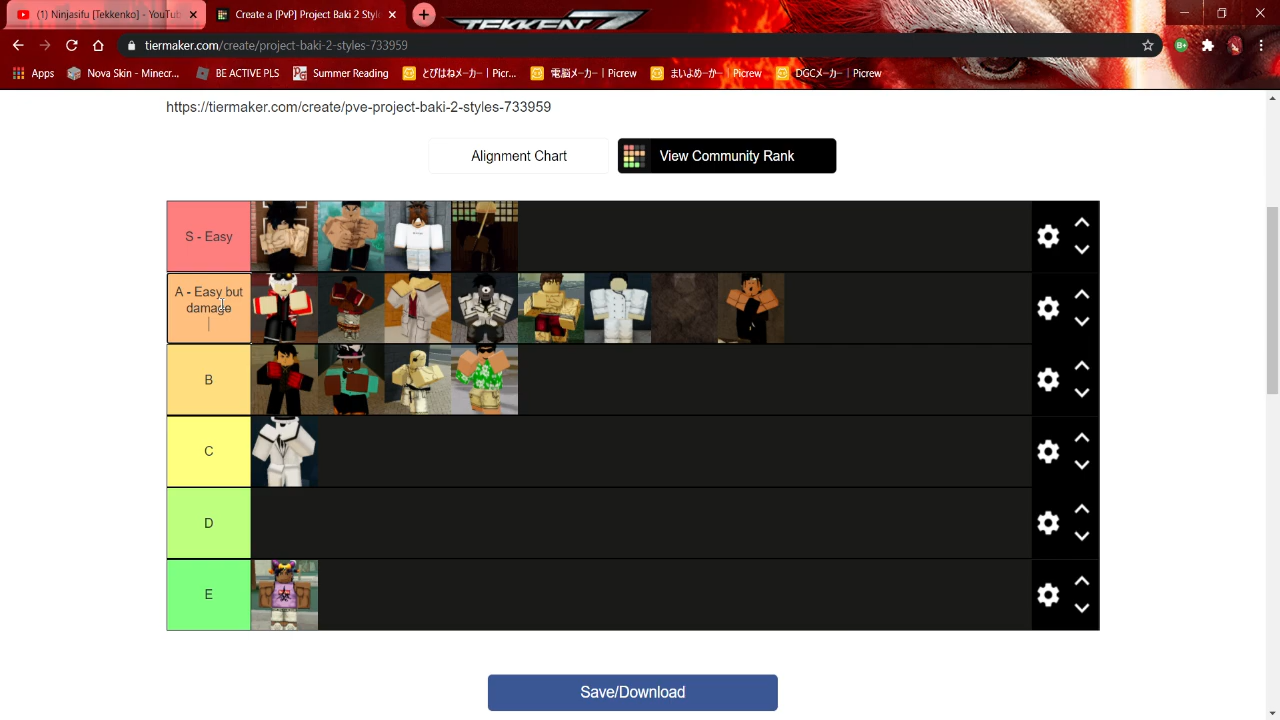 (1) Ninjasifu [Tekkenko] - YouTub
Create a [PvP] Project Baki 2 Styl
TEKKEN 7
tiermaker.com/create/project-baki-2-styles-733959
Apps
Nova Skin - Minecr...
BE ACTIVE PLS
Summer Reading
とびはねメーカー | Picr...
電脳メーカー | Picrew
まいよめーかー | Picrew
DGCメーカー | Picrew
https://tiermaker.com/create/pve-project-baki-2-styles-733959
Alignment Chart
View Community Rank
S - Easy
A - Easy but
damage
B
C
D
E
Save/Download